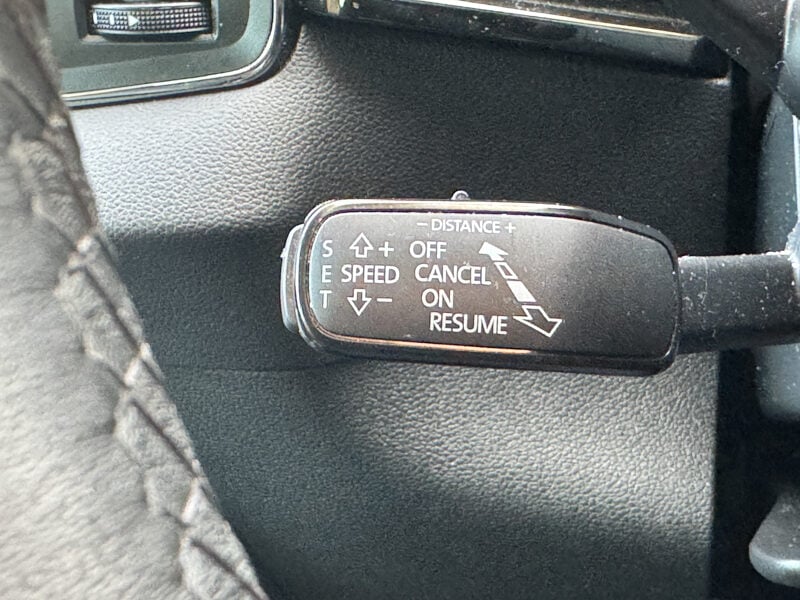 − DISTANCE +
S + OFF
E SPEED CANCEL
T − ON
RESUME